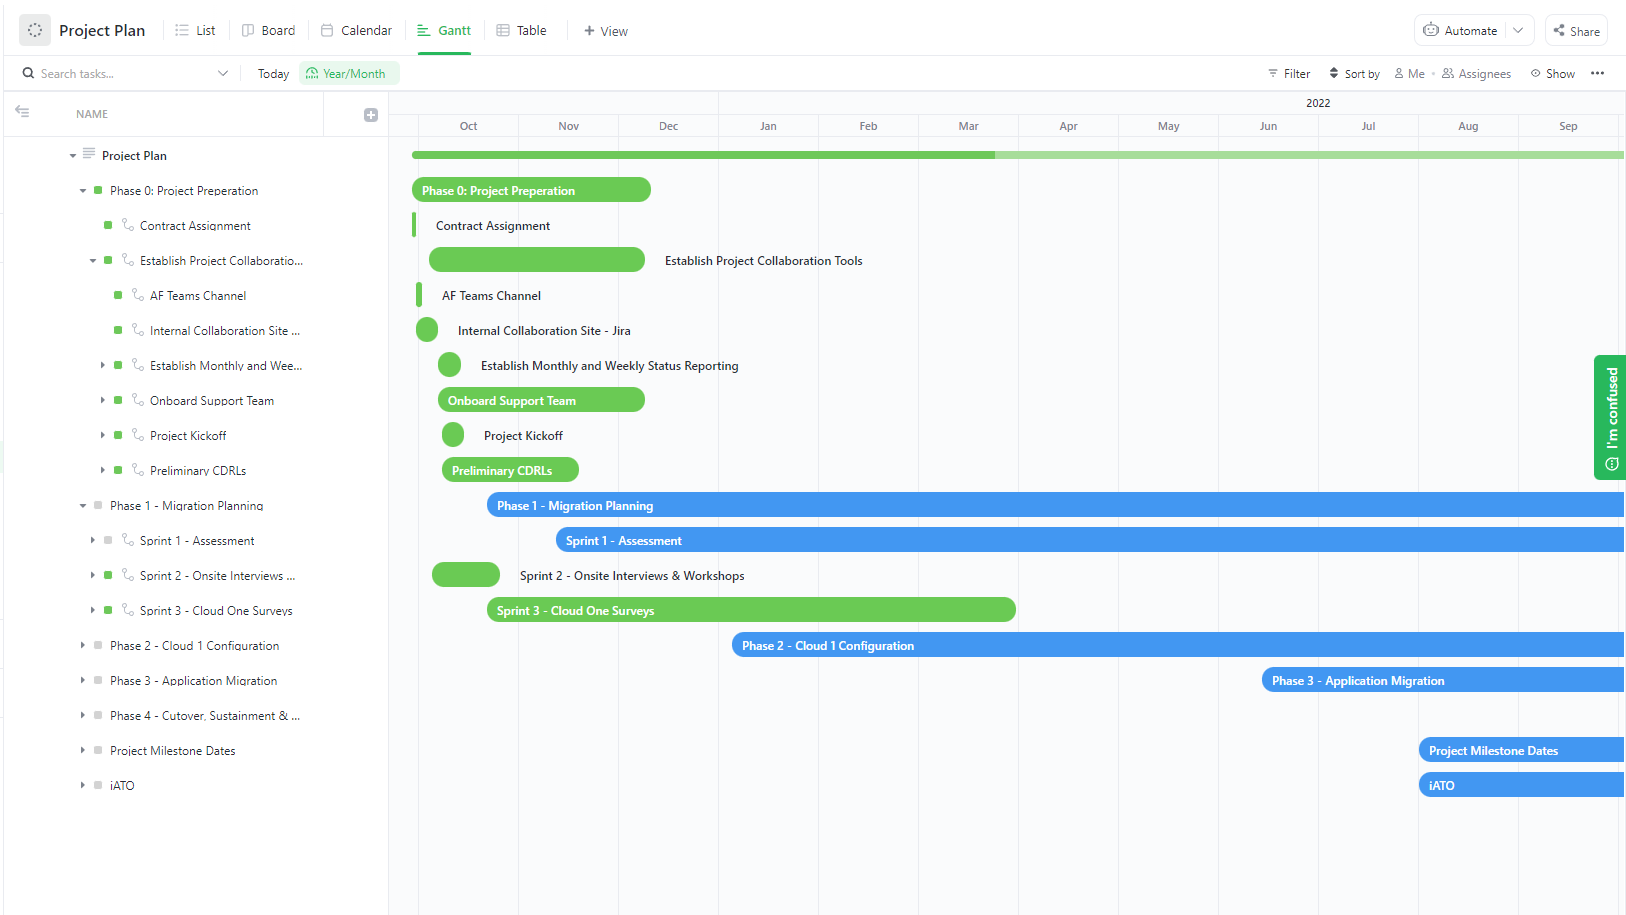 Project Plan
List
Board
Calendar
Gantt
Table
+ View
Automate
Share
Search tasks...
Today
Year/Month
Filter
Sort by
Me
Assignees
Show
NAME
2022
Oct Nov Dec Jan Feb Mar Apr May Jun Jul Aug Sep
Project Plan
Phase 0: Project Preperation
Phase 0: Project Preperation
Contract Assignment
Contract Assignment
Establish Project Collaboratio...
Establish Project Collaboration Tools
AF Teams Channel
AF Teams Channel
Internal Collaboration Site ...
Internal Collaboration Site - Jira
Establish Monthly and Wee...
Establish Monthly and Weekly Status Reporting
Onboard Support Team
Onboard Support Team
Project Kickoff
Project Kickoff
Preliminary CDRLs
Preliminary CDRLs
Phase 1 - Migration Planning
Phase 1 - Migration Planning
Sprint 1 - Assessment
Sprint 1 - Assessment
Sprint 2 - Onsite Interviews ...
Sprint 2 - Onsite Interviews & Workshops
Sprint 3 - Cloud One Surveys
Sprint 3 - Cloud One Surveys
Phase 2 - Cloud 1 Configuration
Phase 2 - Cloud 1 Configuration
Phase 3 - Application Migration
Phase 3 - Application Migration
Phase 4 - Cutover, Sustainment & ...
Project Milestone Dates
Project Milestone Dates
iATO
iATO
I'm confused